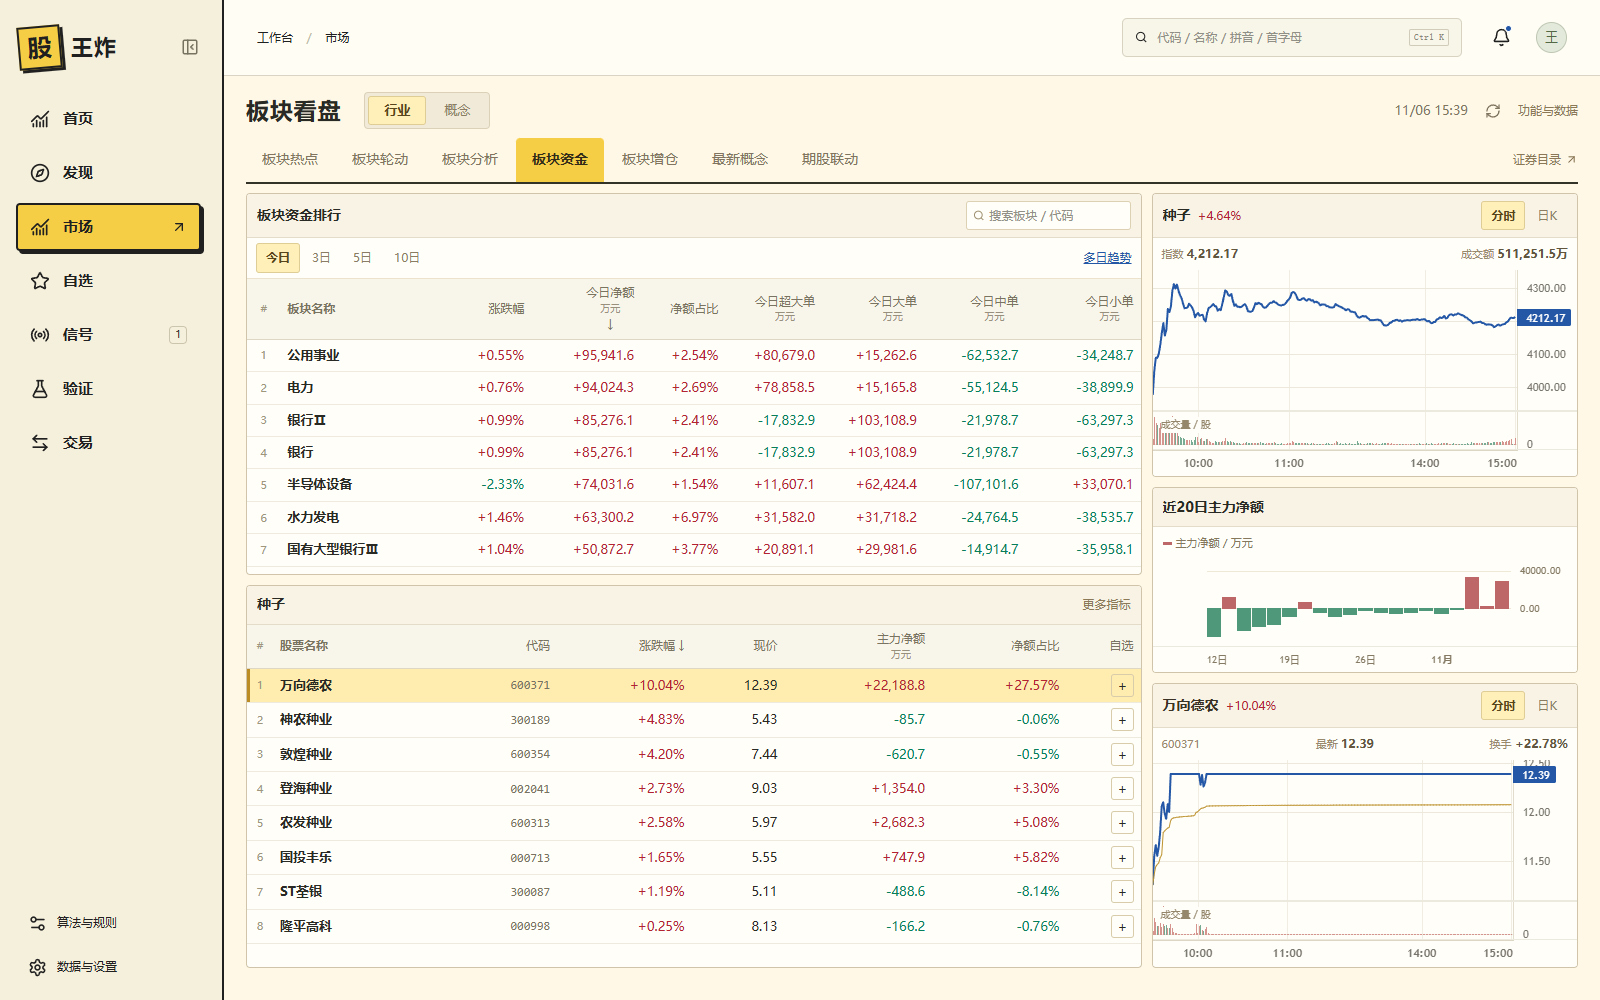 股 王炸
首页
发现
市场
自选
信号 1
验证
交易
算法与规则
数据与设置
工作台 / 市场
代码 / 名称 / 拼音 / 首字母 Ctrl K
王
板块看盘 行业 概念
11/06 15:39 功能与数据
板块热点 板块轮动 板块分析 板块资金 板块增仓 最新概念 期股联动 证券目录
板块资金排行 搜索板块 / 代码
今日 3日 5日 10日 多日趋势
# 板块名称 涨跌幅 今日净额 万元 ↓ 净额占比 今日超大单 万元 今日大单 万元 今日中单 万元 今日小单 万元
1 公用事业 +0.55% +95,941.6 +2.54% +80,679.0 +15,262.6 -62,532.7 -34,248.7
2 电力 +0.76% +94,024.3 +2.69% +78,858.5 +15,165.8 -55,124.5 -38,899.9
3 银行Ⅱ +0.99% +85,276.1 +2.41% -17,832.9 +103,108.9 -21,978.7 -63,297.3
4 银行 +0.99% +85,276.1 +2.41% -17,832.9 +103,108.9 -21,978.7 -63,297.3
5 半导体设备 -2.33% +74,031.6 +1.54% +11,607.1 +62,424.4 -107,101.6 +33,070.1
6 水力发电 +1.46% +63,300.2 +6.97% +31,582.0 +31,718.2 -24,764.5 -38,535.7
7 国有大型银行Ⅲ +1.04% +50,872.7 +3.77% +20,891.1 +29,981.6 -14,914.7 -35,958.1
种子 更多指标
# 股票名称 代码 涨跌幅 ↓ 现价 主力净额 万元 净额占比 自选
1 万向德农 600371 +10.04% 12.39 +22,188.8 +27.57% +
2 神农种业 300189 +4.83% 5.43 -85.7 -0.06% +
3 敦煌种业 600354 +4.20% 7.44 -620.7 -0.55% +
4 登海种业 002041 +2.73% 9.03 +1,354.0 +3.30% +
5 农发种业 600313 +2.58% 5.97 +2,682.3 +5.08% +
6 国投丰乐 000713 +1.65% 5.55 +747.9 +5.82% +
7 ST荃银 300087 +1.19% 5.11 -488.6 -8.14% +
8 隆平高科 000998 +0.25% 8.13 -166.2 -0.76% +
种子 +4.64% 分时 日K
指数 4,212.17 成交额 511,251.5万
4300.00
4212.17
4100.00
4000.00
成交量 / 股
0
10:00 11:00 14:00 15:00
近20日主力净额
主力净额 / 万元
40000.00
0.00
12日 19日 26日 11月
万向德农 +10.04% 分时 日K
600371 最新 12.39 换手 +22.78%
12.50
12.39
12.00
11.50
成交量 / 股
0
10:00 11:00 14:00 15:00